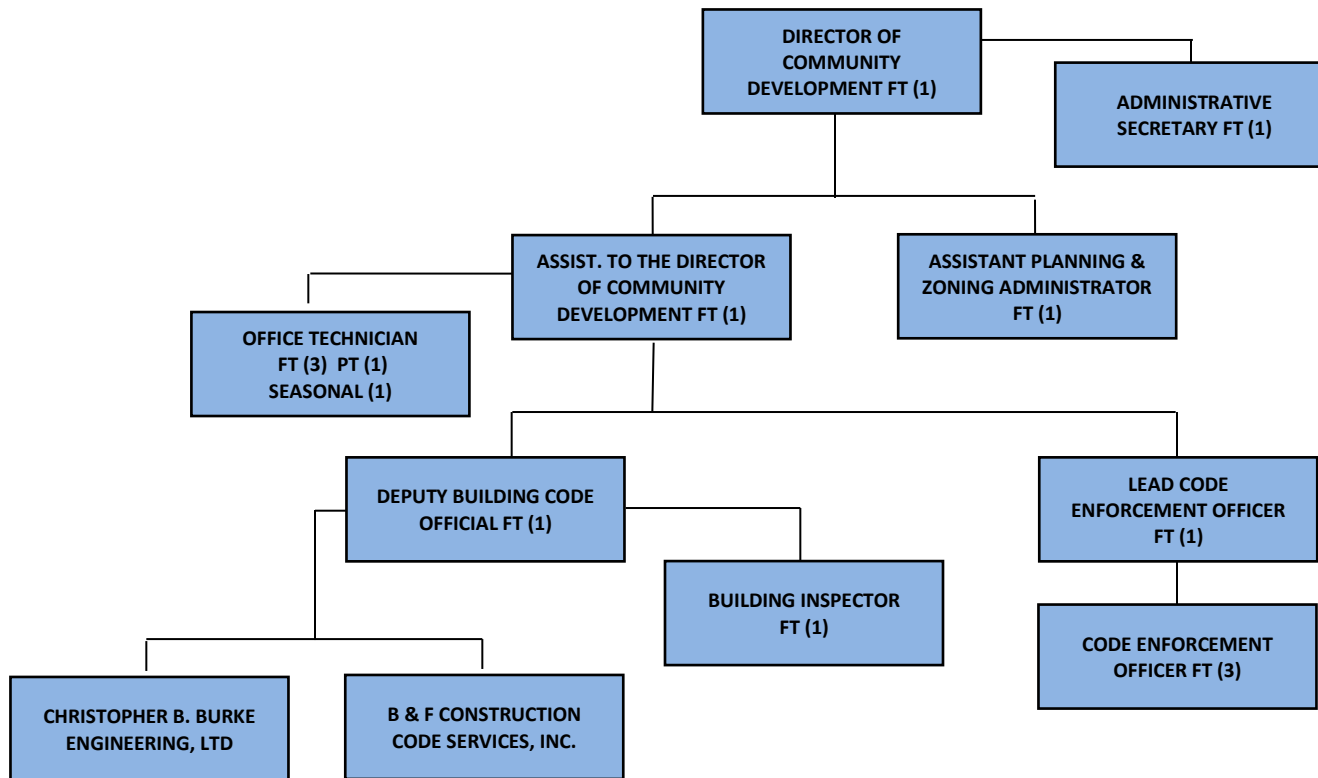 DIRECTOR OF
COMMUNITY
DEVELOPMENT FT (1)
ADMINISTRATIVE
SECRETARY FT (1)
ASSIST. TO THE DIRECTOR
OF COMMUNITY
DEVELOPMENT FT (1)
ASSISTANT PLANNING &
ZONING ADMINISTRATOR
FT (1)
OFFICE TECHNICIAN
FT (3) PT (1)
SEASONAL (1)
DEPUTY BUILDING CODE
OFFICIAL FT (1)
LEAD CODE
ENFORCEMENT OFFICER
FT (1)
BUILDING INSPECTOR
FT (1)
CODE ENFORCEMENT
OFFICER FT (3)
CHRISTOPHER B. BURKE
ENGINEERING, LTD
B & F CONSTRUCTION
CODE SERVICES, INC.